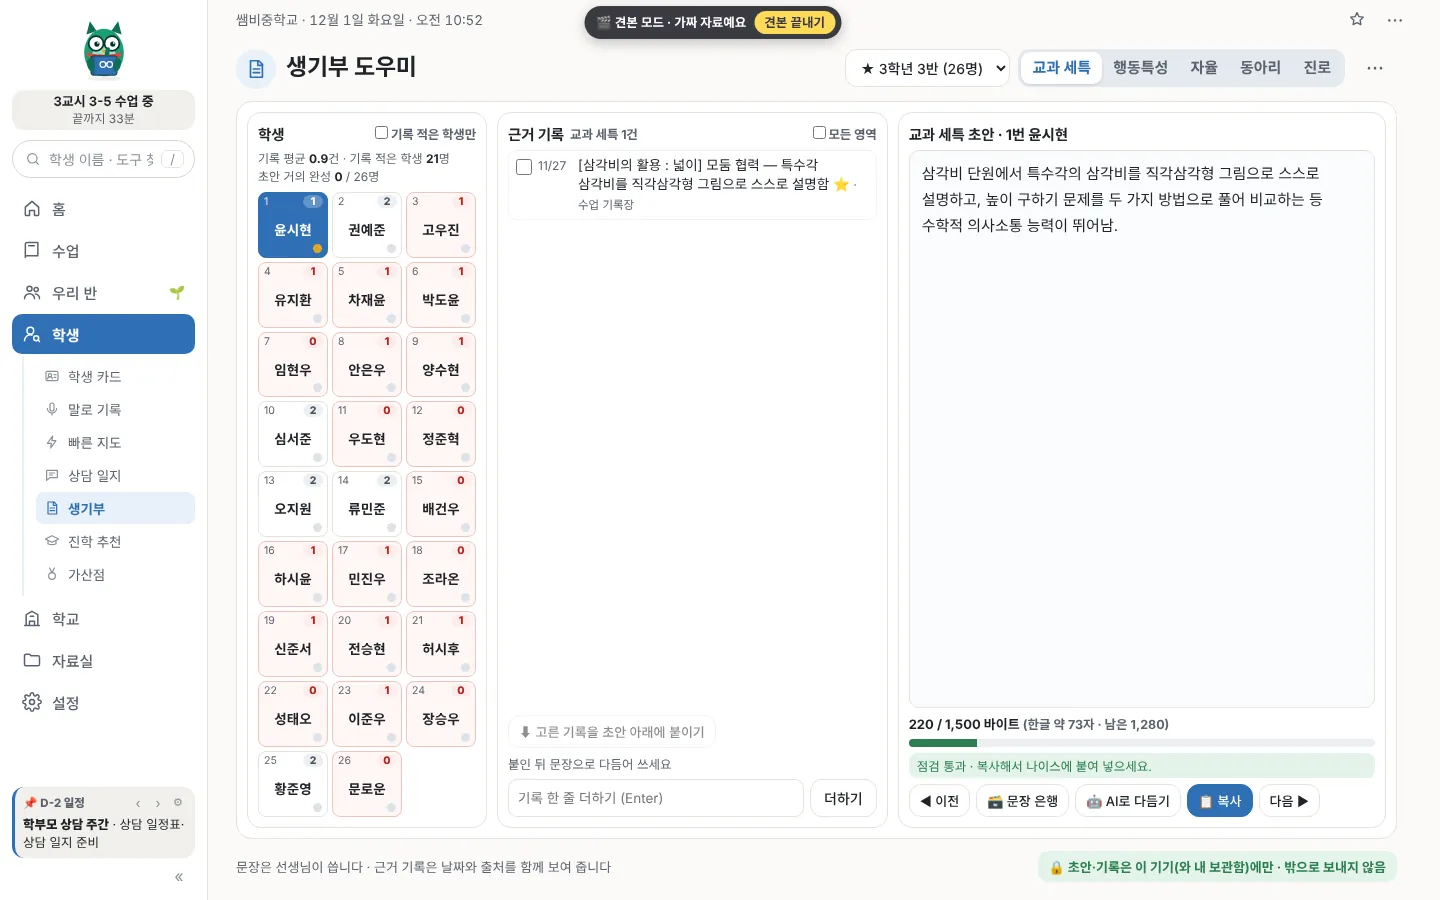 쌤비중학교 · 12월 1일 화요일 · 오전 10:52
🎬 견본 모드 · 가짜 자료예요 견본 끝내기
3교시 3-5 수업 중
끝까지 33분
학생 이름 · 도구 찾 /
홈
수업
우리 반
학생
학생 카드
말로 기록
빠른 지도
상담 일지
생기부
진학 추천
가산점
학교
자료실
설정
📌 D-2 일정 ‹ ›
학부모 상담 주간 · 상담 일정표·
상담 일지 준비
«
생기부 도우미
★ 3학년 3반 (26명)
교과 세특 행동특성 자율 동아리 진로
학생 기록 적은 학생만
기록 평균 0.9건 · 기록 적은 학생 21명
초안 거의 완성 0 / 26명
1 1 2 2 3 1
윤시현 권예준 고우진
4 1 5 1 6 1
유지환 차재윤 박도윤
7 0 8 1 9 1
임현우 안은우 양수현
10 2 11 0 12 0
심서준 우도현 정준혁
13 2 14 2 15 0
오지원 류민준 배건우
16 1 17 1 18 0
하시윤 민진우 조라온
19 1 20 1 21 1
신준서 전승현 허시후
22 0 23 1 24 0
성태오 이준우 장승우
25 2 26 0
황준영 문로운
근거 기록 교과 세특 1건 모든 영역
11/27 [삼각비의 활용 : 넓이] 모둠 협력 — 특수각
삼각비를 직각삼각형 그림으로 스스로 설명함 ⭐ ·
수업 기록장
⬇ 고른 기록을 초안 아래에 붙이기
붙인 뒤 문장으로 다듬어 쓰세요
기록 한 줄 더하기 (Enter) 더하기
교과 세특 초안 · 1번 윤시현
삼각비 단원에서 특수각의 삼각비를 직각삼각형 그림으로 스스로
설명하고, 높이 구하기 문제를 두 가지 방법으로 풀어 비교하는 등
수학적 의사소통 능력이 뛰어남.
220 / 1,500 바이트 (한글 약 73자 · 남은 1,280)
점검 통과 · 복사해서 나이스에 붙여 넣으세요.
◀ 이전 🗃️ 문장 은행 🤖 AI로 다듬기 📋 복사 다음 ▶
문장은 선생님이 씁니다 · 근거 기록은 날짜와 출처를 함께 보여 줍니다
🔒 초안·기록은 이 기기(와 내 보관함)에만 · 밖으로 보내지 않음